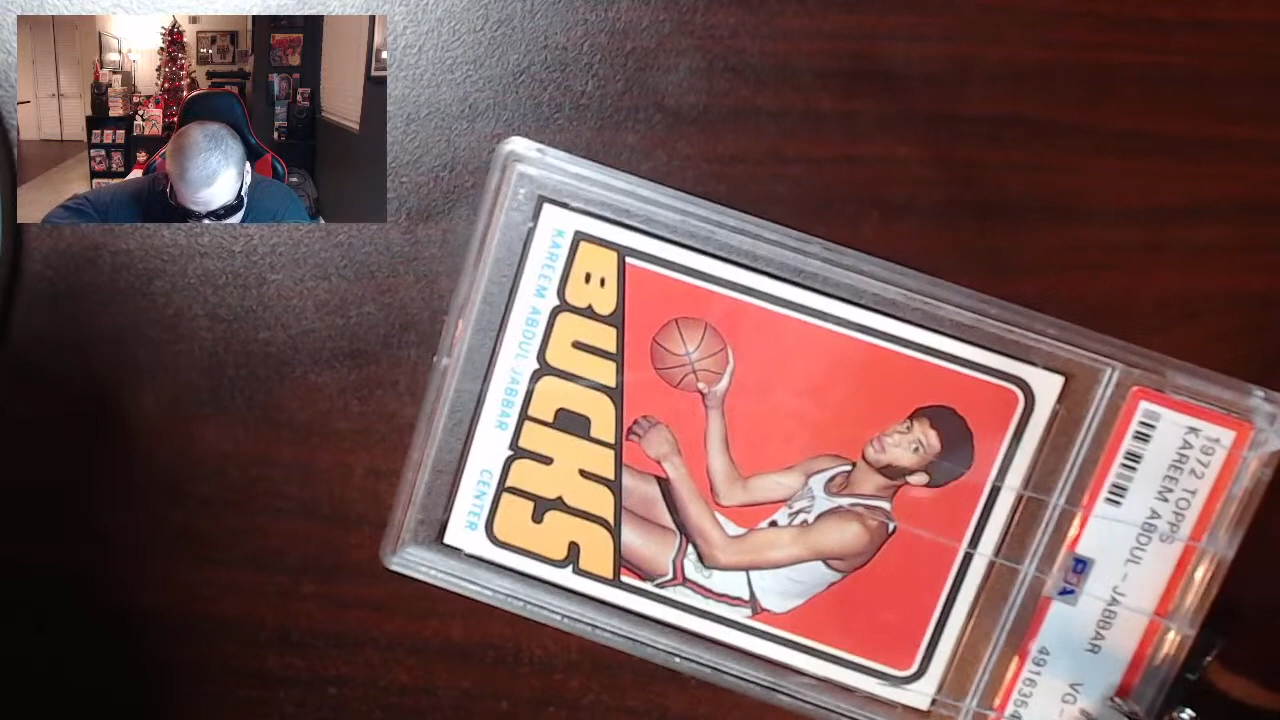 1972 TOPPS
KAREEM ABDUL-JABBAR VG-
PSA 4916354
BUCKS
KAREEM ABDUL-JABBAR CENTER